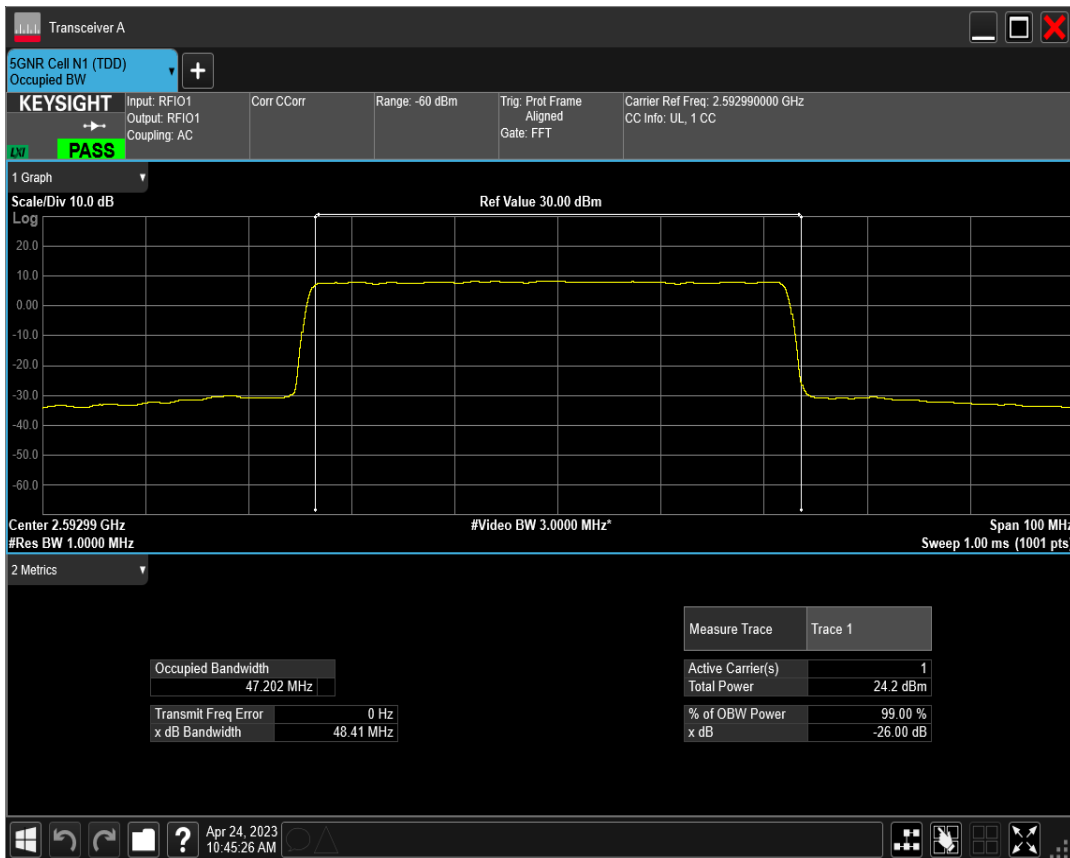 Transceiver A
5GNR Cell N1 (TDD)
Occupied BW
+
KEYSIGHT
LXI
PASS
Input: RFIO1
Output: RFIO1
Coupling: AC
Corr CCorr
Range: -60 dBm
Trig: Prot Frame
Aligned
Gate: FFT
Carrier Ref Freq: 2.592990000 GHz
CC Info: UL, 1 CC
1 Graph
Scale/Div 10.0 dB
Ref Value 30.00 dBm
Log
20.0
10.0
0.00
-10.0
-20.0
-30.0
-40.0
-50.0
-60.0
Center 2.59299 GHz
#Video BW 3.0000 MHz*
Span 100 MHz
#Res BW 1.0000 MHz
Sweep 1.00 ms (1001 pts)
2 Metrics
Measure Trace Trace 1
Occupied Bandwidth
47.202 MHz
Active Carrier(s) 1
Total Power 24.2 dBm
Transmit Freq Error 0 Hz
x dB Bandwidth 48.41 MHz
% of OBW Power 99.00 %
x dB -26.00 dB
?
Apr 24, 2023
10:45:26 AM